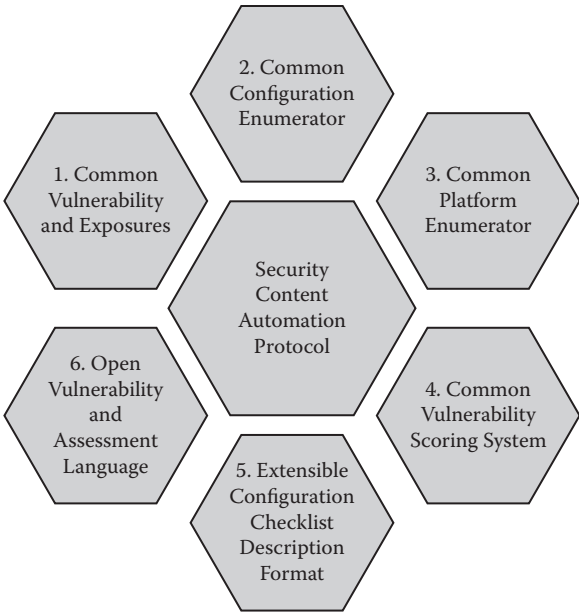 2. Common
Configuration
Enumerator
1. Common
Vulnerability
and Exposures
3. Common
Platform
Enumerator
Security
Content
Automation
Protocol
6. Open
Vulnerability
and
Assessment
Language
4. Common
Vulnerability
Scoring System
5. Extensible
Configuration
Checklist
Description
Format